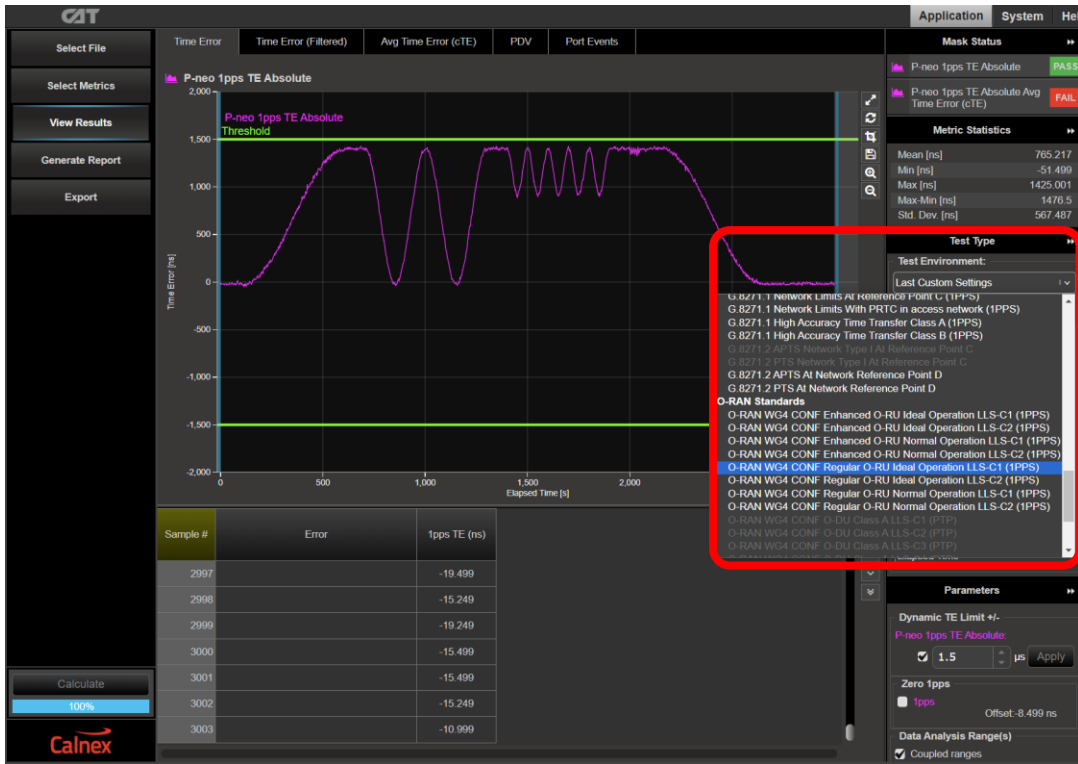 CAT
Application System Hel
Select File
Select Metrics
View Results
Generate Report
Export
Calculate
100%
Calnex
Time Error Time Error (Filtered) Avg Time Error (cTE) PDV Port Events
P-neo 1pps TE Absolute
2,000
1,500
1,000
500
0
-500
-1,000
-1,500
-2,000
Time Error [ns]
P-neo 1pps TE Absolute
Threshold
0 500 1,000 1,500 2,000
Elapsed Time [s]
Sample # Error 1pps TE (ns)
2997 -19.499
2998 -15.249
2999 -19.249
3000 -15.499
3001 -15.499
3002 -15.249
3003 -10.999
Mask Status
P-neo 1pps TE Absolute PASS
P-neo 1pps TE Absolute Avg
Time Error (cTE) FAIL
Metric Statistics
Mean [ns] 765.217
Min [ns] -51.499
Max [ns] 1425.001
Max-Min [ns] 1476.5
Std. Dev. [ns] 567.487
Test Type
Test Environment:
Last Custom Settings
G.8271.1 Network Limits At Reference Point C (1PPS)
G.8271.1 Network Limits With PRTC in access network (1PPS)
G.8271.1 High Accuracy Time Transfer Class A (1PPS)
G.8271.1 High Accuracy Time Transfer Class B (1PPS)
G.8271.2 APTS Network Type I At Reference Point C
G.8271.2 PTS Network Type I At Reference Point C
G.8271.2 APTS At Network Reference Point D
G.8271.2 PTS At Network Reference Point D
O-RAN Standards
O-RAN WG4 CONF Enhanced O-RU Ideal Operation LLS-C1 (1PPS)
O-RAN WG4 CONF Enhanced O-RU Ideal Operation LLS-C2 (1PPS)
O-RAN WG4 CONF Enhanced O-RU Normal Operation LLS-C1 (1PPS)
O-RAN WG4 CONF Enhanced O-RU Normal Operation LLS-C2 (1PPS)
O-RAN WG4 CONF Regular O-RU Ideal Operation LLS-C1 (1PPS)
O-RAN WG4 CONF Regular O-RU Ideal Operation LLS-C2 (1PPS)
O-RAN WG4 CONF Regular O-RU Normal Operation LLS-C1 (1PPS)
O-RAN WG4 CONF Regular O-RU Normal Operation LLS-C2 (1PPS)
O-RAN WG4 CONF O-DU Class A LLS-C1 (PTP)
O-RAN WG4 CONF O-DU Class A LLS-C2 (PTP)
O-RAN WG4 CONF O-DU Class A LLS-C3 (PTP)
Parameters
Dynamic TE Limit +/-
P-neo 1pps TE Absolute:
1.5 µs Apply
Zero 1pps
1pps
Offset:-8.499 ns
Data Analysis Range(s)
Coupled ranges